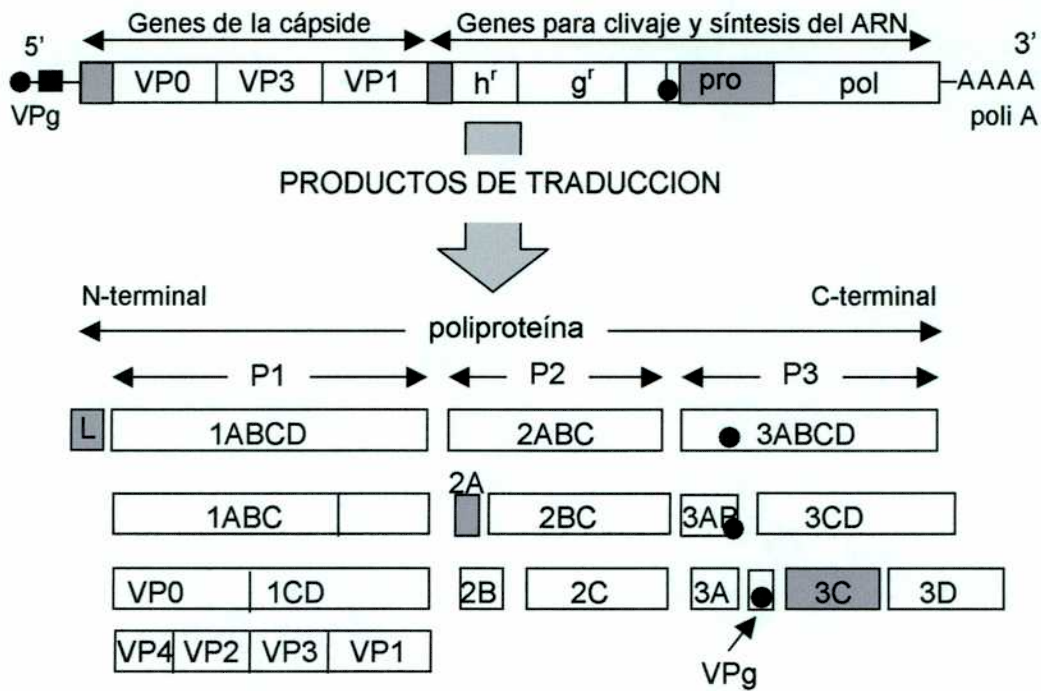 Genes de la cápside Genes para clivaje y síntesis del ARN
5' 3'
VP0 VP3 VP1 h^r g^r pro pol AAAA
VPg poli A
PRODUCTOS DE TRADUCCION
N-terminal C-terminal
poliproteína
P1 P2 P3
L 1ABCD 2ABC 3ABCD
2A
1ABC 2BC 3AB 3CD
VP0 1CD 2B 2C 3A 3C 3D
VP4 VP2 VP3 VP1
VPg